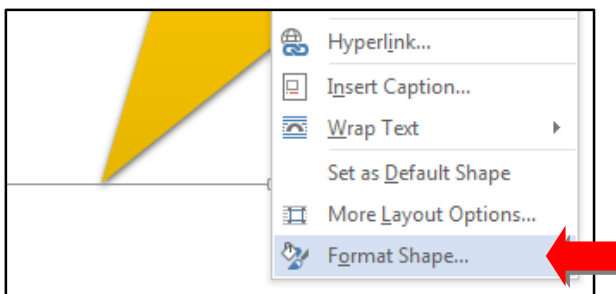 Hyperlink...
Insert Caption...
Wrap Text
Set as Default Shape
More Layout Options...
Format Shape...